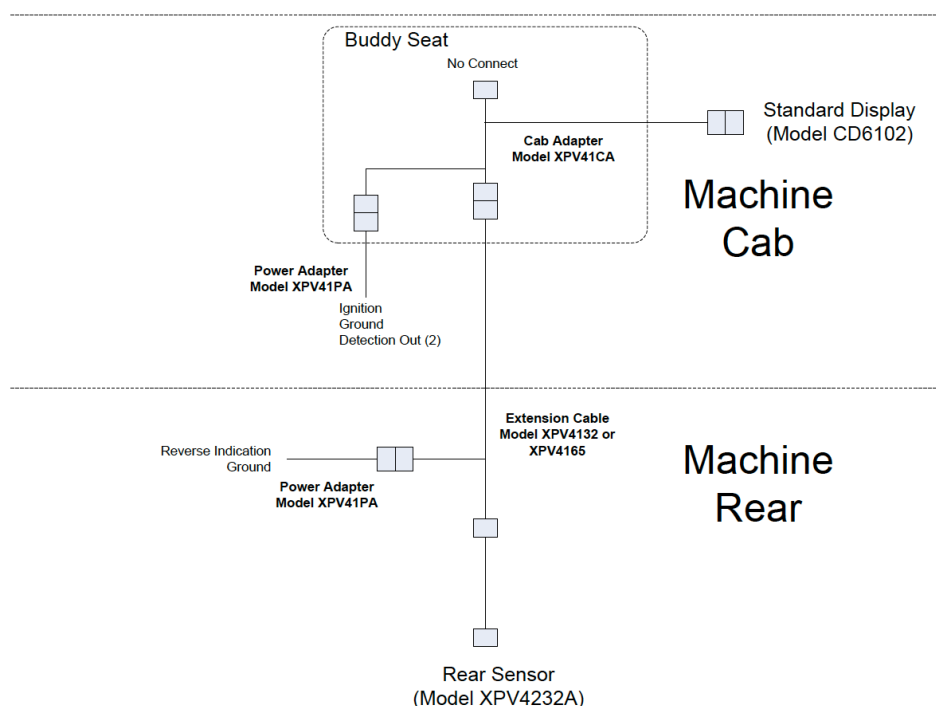 Buddy Seat
No Connect
Standard Display
(Model CD6102)
Cab Adapter
Model XPV41CA
Machine
Cab
Power Adapter
Model XPV41PA
Ignition
Ground
Detection Out (2)
Extension Cable
Model XPV4132 or
XPV4165
Reverse Indication
Ground
Power Adapter
Model XPV41PA
Machine
Rear
Rear Sensor
(Model XPV4232A)